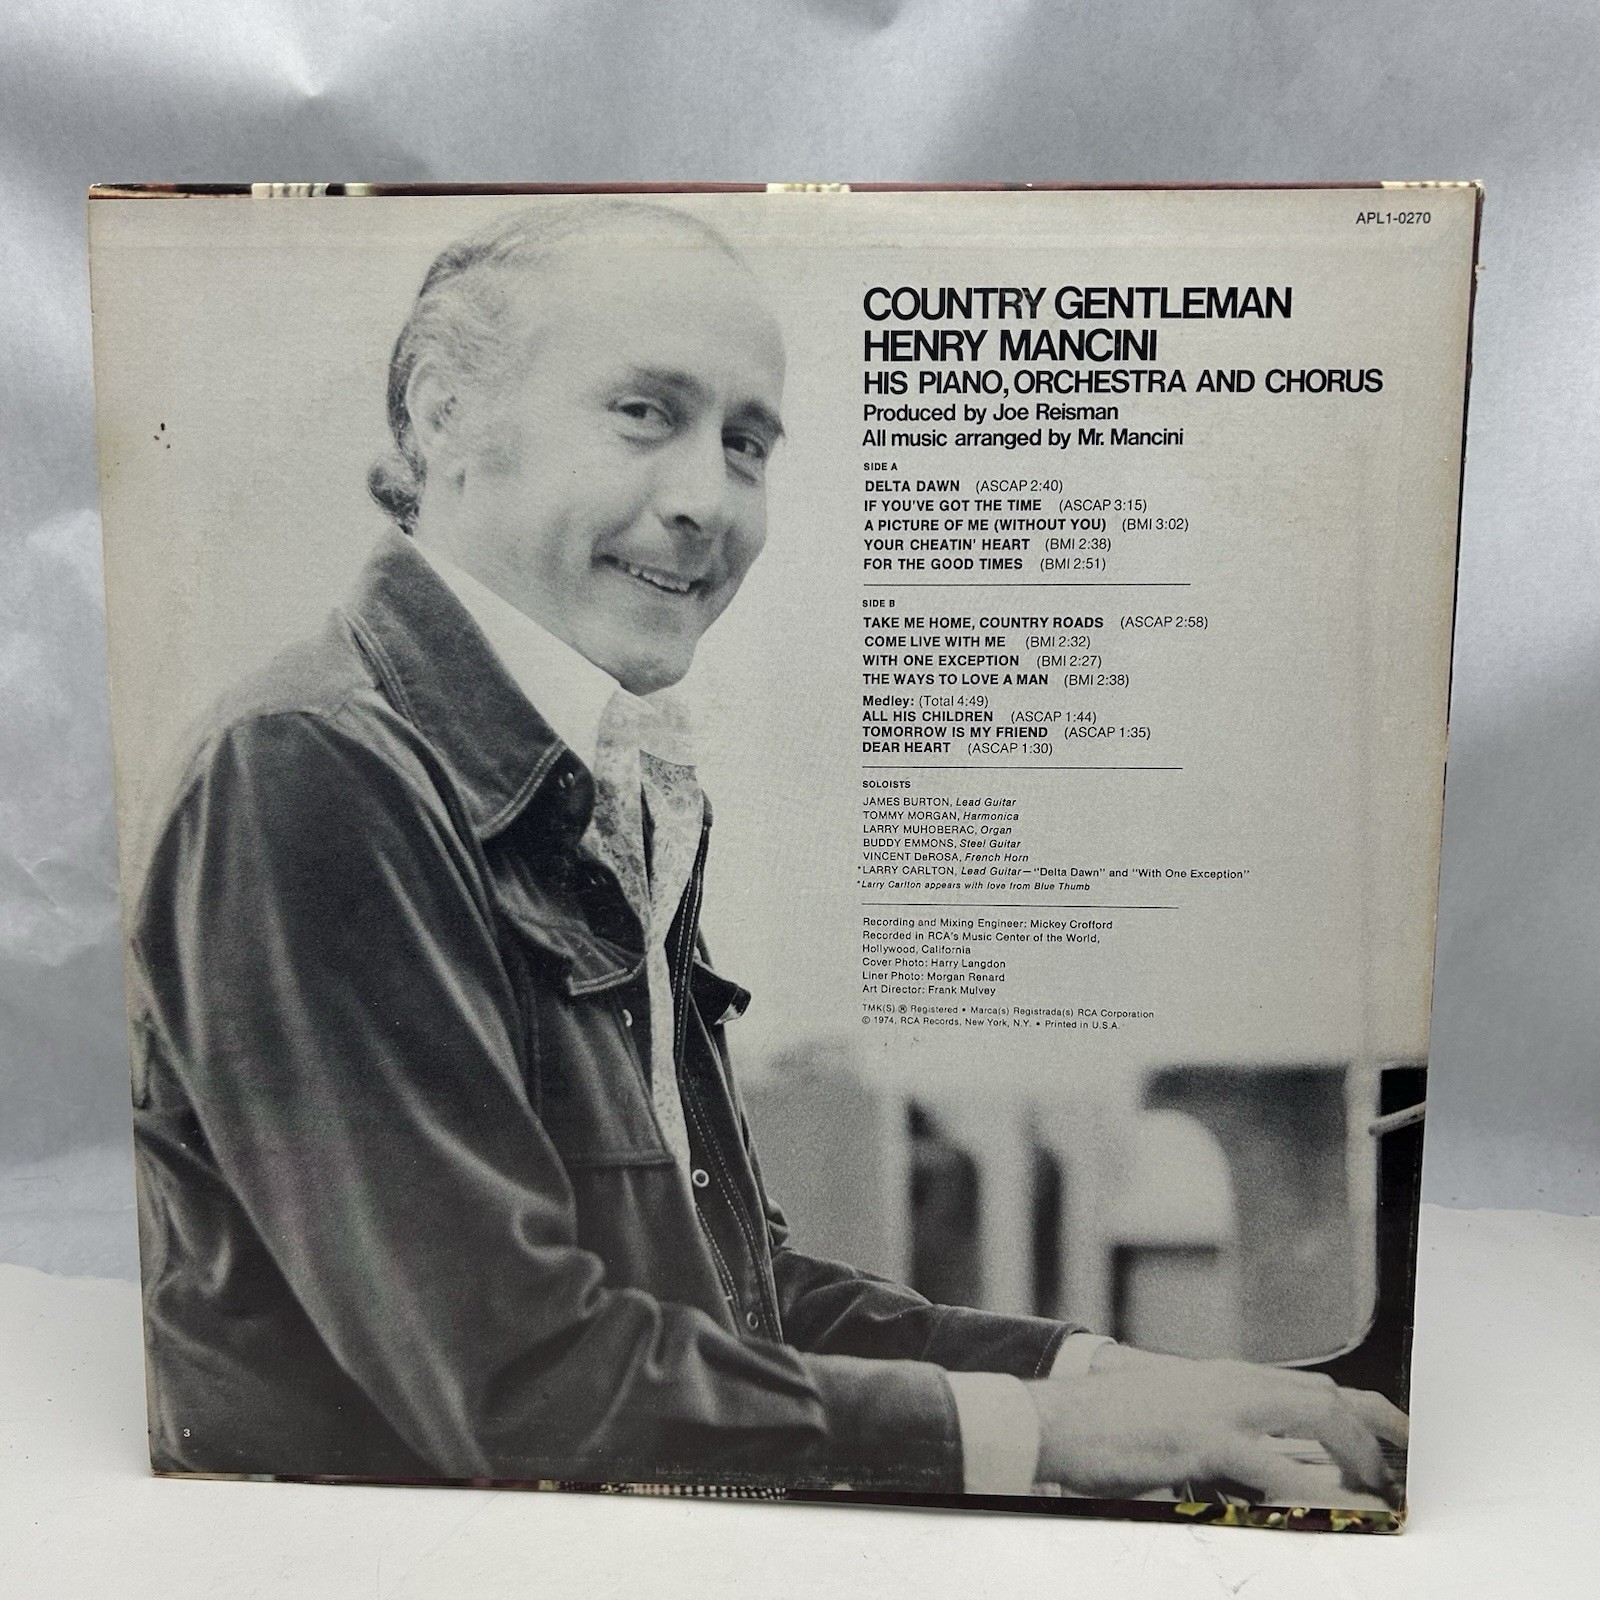 APL1-0270
COUNTRY GENTLEMAN
HENRY MANCINI
HIS PIANO, ORCHESTRA AND CHORUS
Produced by Joe Reisman
All music arranged by Mr. Mancini
SIDE A
DELTA DAWN (ASCAP 2:40)
IF YOU'VE GOT THE TIME (ASCAP 3:15)
A PICTURE OF ME (WITHOUT YOU) (BMI 3:02)
YOUR CHEATIN' HEART (BMI 2:38)
FOR THE GOOD TIMES (BMI 2:51)
SIDE B
TAKE ME HOME, COUNTRY ROADS (ASCAP 2:58)
COME LIVE WITH ME (BMI 2:32)
WITH ONE EXCEPTION (BMI 2:27)
THE WAYS TO LOVE A MAN (BMI 2:38)
Medley: (Total 4:49)
ALL HIS CHILDREN (ASCAP 1:44)
TOMORROW IS MY FRIEND (ASCAP 1:35)
DEAR HEART (ASCAP 1:30)
SOLOISTS
JAMES BURTON, Lead Guitar
TOMMY MORGAN, Harmonica
LARRY MUHOBERAC, Organ
BUDDY EMMONS, Steel Guitar
VINCENT DeROSA, French Horn
*LARRY CARLTON, Lead Guitar—"Delta Dawn" and "With One Exception"
*Larry Carlton appears with love from Blue Thumb
Recording and Mixing Engineer: Mickey Crofford
Recorded in RCA's Music Center of the World,
Hollywood, California
Cover Photo: Harry Langdon
Liner Photo: Morgan Renard
Art Director: Frank Mulvey
TMK(S) ® Registered • Marca(s) Registrada(s) RCA Corporation
© 1974, RCA Records, New York, N.Y. • Printed in U.S.A.
3